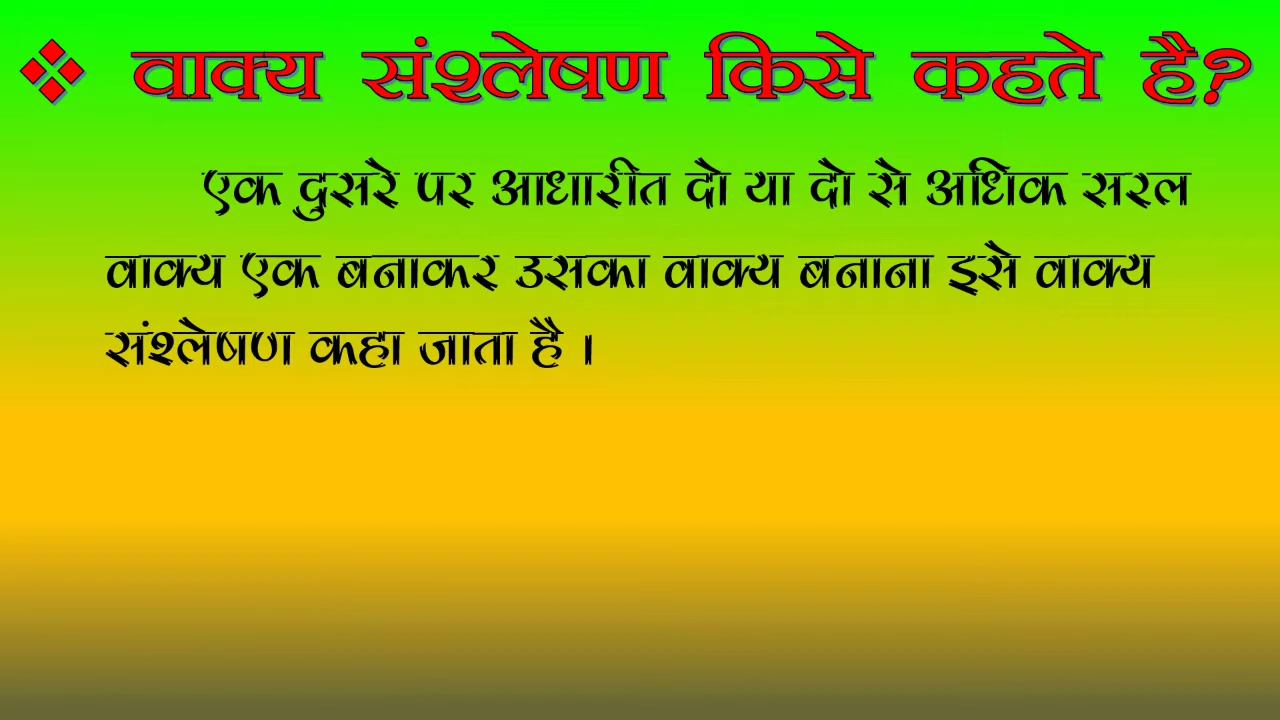 ❖ वाक्य संश्लेषण किसे कहते है?
एक दुसरे पर आधारीत दो या दो से अधिक सरल
वाक्य एक बनाकर उसका वाक्य बनाना इसे वाक्य
संश्लेषण कहा जाता है ।